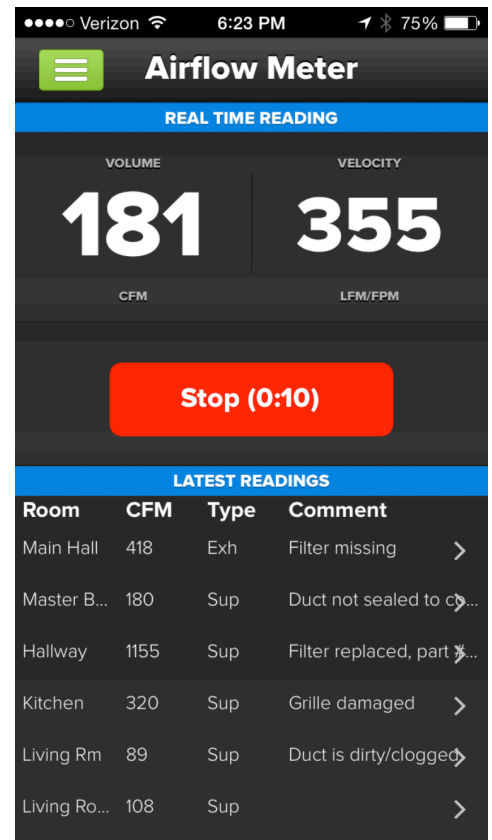 Verizon 6:23 PM 75%
Airflow Meter
REAL TIME READING
VOLUME VELOCITY
181 355
CFM LFM/FPM
Stop (0:10)
LATEST READINGS
Room CFM Type Comment
Main Hall 418 Exh Filter missing
Master B... 180 Sup Duct not sealed to co...
Hallway 1155 Sup Filter replaced, part #...
Kitchen 320 Sup Grille damaged
Living Rm 89 Sup Duct is dirty/clogged
Living Ro... 108 Sup